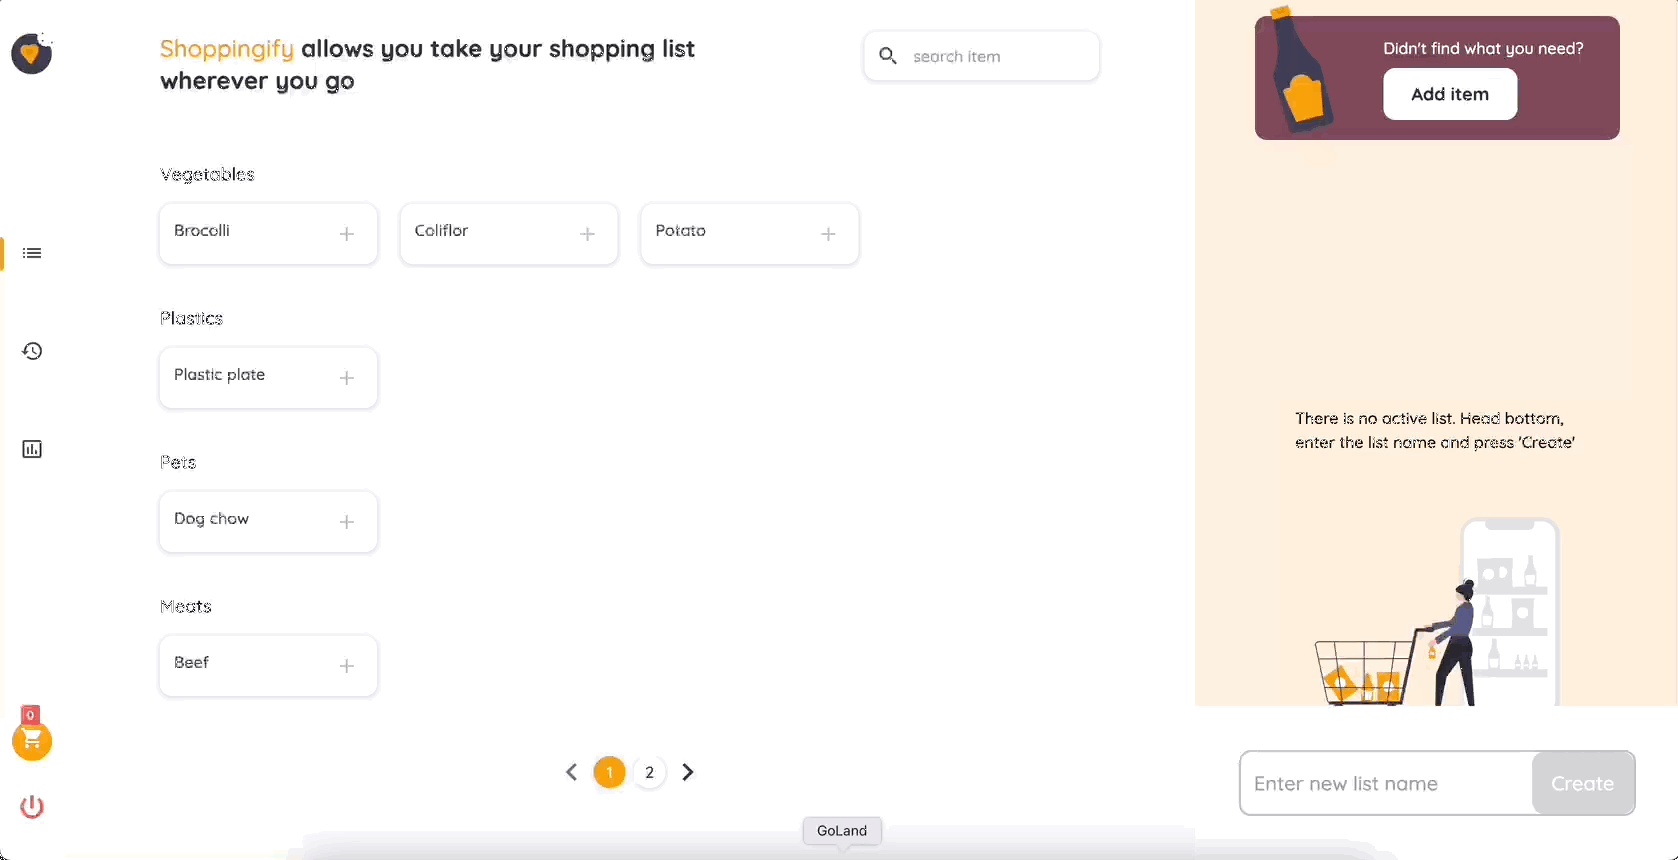 Shoppingify allows you take your shopping list
wherever you go
search item
Vegetables
Brocolli
Coliflor
Potato
Plastics
Plastic plate
Pets
Dog chow
Meats
Beef
0
1
2
GoLand
Didn't find what you need?
Add item
There is no active list. Head bottom,
enter the list name and press 'Create'
Enter new list name
Create